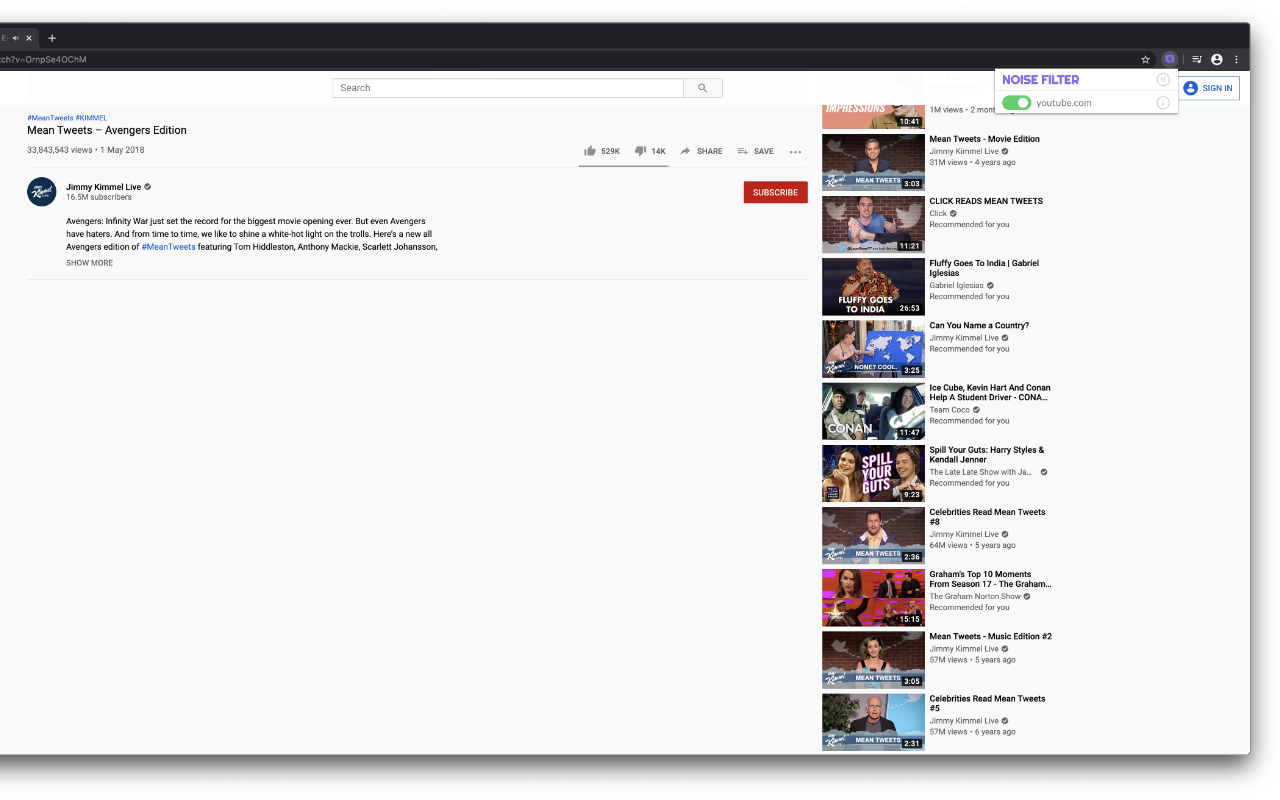 tch?v=OrnpSe4OChM
Search
NOISE FILTER
youtube.com
SIGN IN
#MeanTweets #KIMMEL
Mean Tweets – Avengers Edition
33,843,543 views • 1 May 2018
529K
14K
SHARE
SAVE
Jimmy Kimmel Live
16.5M subscribers
SUBSCRIBE
Avengers: Infinity War just set the record for the biggest movie opening ever. But even Avengers
have haters. And from time to time, we like to shine a white-hot light on the trolls. Here's a new all
Avengers edition of #MeanTweets featuring Tom Hiddleston, Anthony Mackie, Scarlett Johansson,
SHOW MORE
IMPRESSIONS
10:41
1M views • 2 mont
MEAN TWEETS
3:03
Mean Tweets - Movie Edition
Jimmy Kimmel Live
31M views • 4 years ago
11:21
CLICK READS MEAN TWEETS
Click
Recommended for you
FLUFFY GOES
TO INDIA
26:53
Fluffy Goes To India | Gabriel
Iglesias
Gabriel Iglesias
Recommended for you
NONE? COOL.
3:25
Can You Name a Country?
Jimmy Kimmel Live
Recommended for you
CONAN
11:47
Ice Cube, Kevin Hart And Conan
Help A Student Driver - CONA...
Team Coco
Recommended for you
SPILL
YOUR
GUTS
9:23
Spill Your Guts: Harry Styles &
Kendall Jenner
The Late Late Show with Ja...
Recommended for you
MEAN TWEETS
2:36
Celebrities Read Mean Tweets
#8
Jimmy Kimmel Live
64M views • 5 years ago
15:15
Graham's Top 10 Moments
From Season 17 - The Graham...
The Graham Norton Show
Recommended for you
MEAN TWEETS
3:05
Mean Tweets - Music Edition #2
Jimmy Kimmel Live
57M views • 5 years ago
MEAN TWEETS
2:31
Celebrities Read Mean Tweets
#5
Jimmy Kimmel Live
57M views • 6 years ago